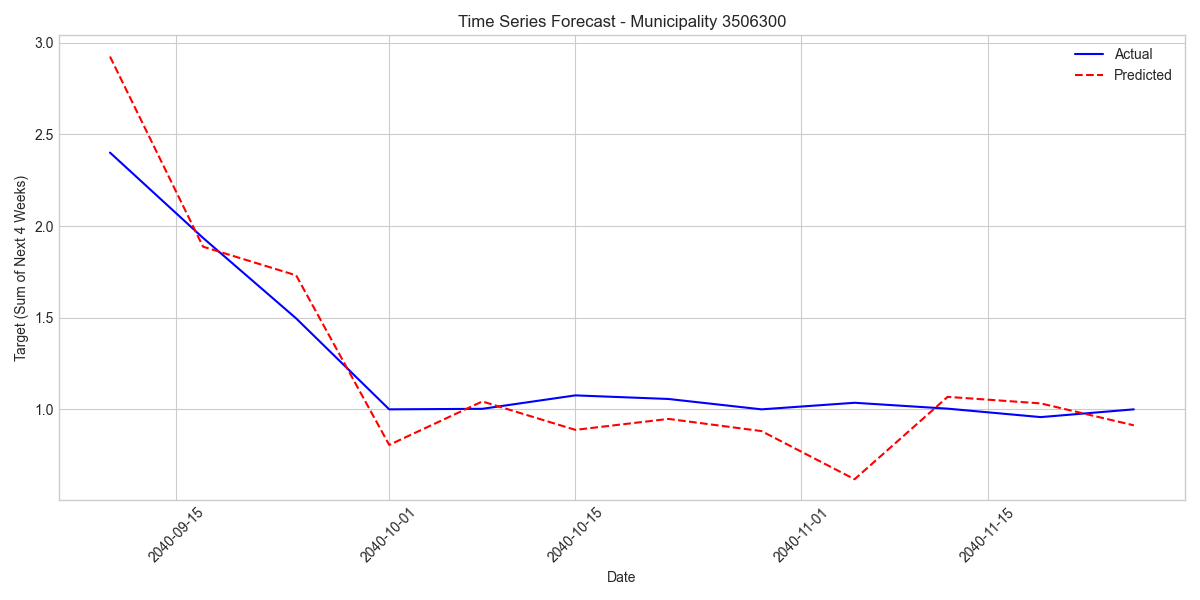 Time Series Forecast - Municipality 3506300
Actual
Predicted
3.0
2.5
2.0
1.5
1.0
Target (Sum of Next 4 Weeks)
2040-09-15
2040-10-01
2040-10-15
2040-11-01
2040-11-15
Date